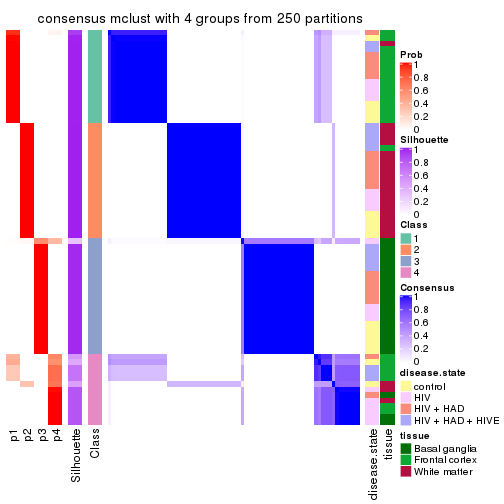 consensus mclust with 4 groups from 250 partitions
Prob
1
0.8
0.6
0.4
0.2
0
Silhouette
1
0.8
0.6
0.4
0.2
0
Class
1
2
3
4
Consensus
1
0.8
0.6
0.4
0.2
0
disease.state
control
HIV
HIV + HAD
HIV + HAD + HIVE
tissue
Basal ganglia
Frontal cortex
White matter
p1
p2
p3
p4
Silhouette
Class
disease.state
tissue